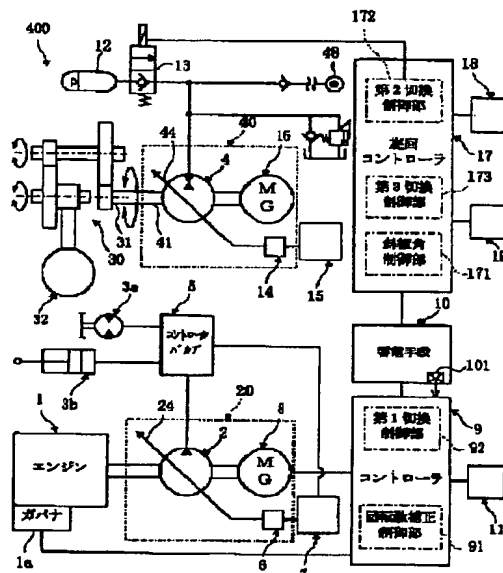 400
12
P
13
48
172
第2切換
制御部
18
17
旋回
コントローラ
第3切換
制御部
173
斜板角
制御部
171
19
44
40
4
16
M
G
41
31
30
32
14
15
10
蓄電手段
101
3a
5
コントロール
バルブ
3b
1
エンジン
ガバナ
1a
24
20
2
8
M
G
6
7
9
第1切換
制御部
92
コントローラ
回転数補正
制御部
91
11